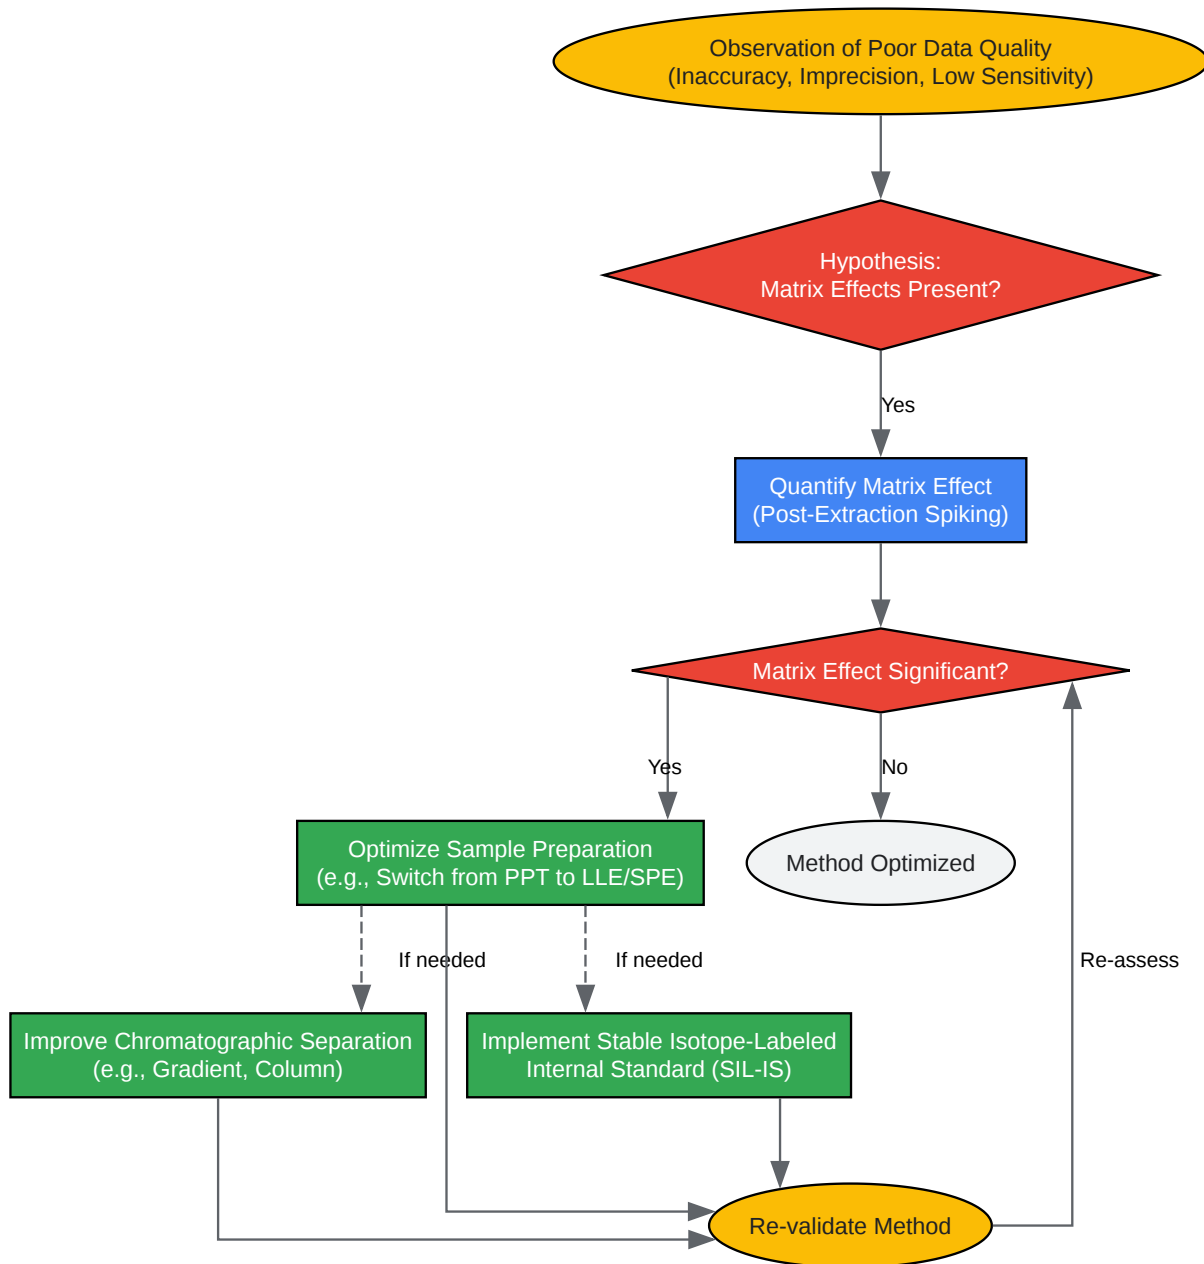 Observation of Poor Data Quality
(Inaccuracy, Imprecision, Low Sensitivity)
Hypothesis:
Matrix Effects Present?
Yes
Quantify Matrix Effect
(Post-Extraction Spiking)
Matrix Effect Significant?
Yes
No
Optimize Sample Preparation
(e.g., Switch from PPT to LLE/SPE)
Method Optimized
If needed
If needed
Re-assess
Improve Chromatographic Separation
(e.g., Gradient, Column)
Implement Stable Isotope-Labeled
Internal Standard (SIL-IS)
Re-validate Method